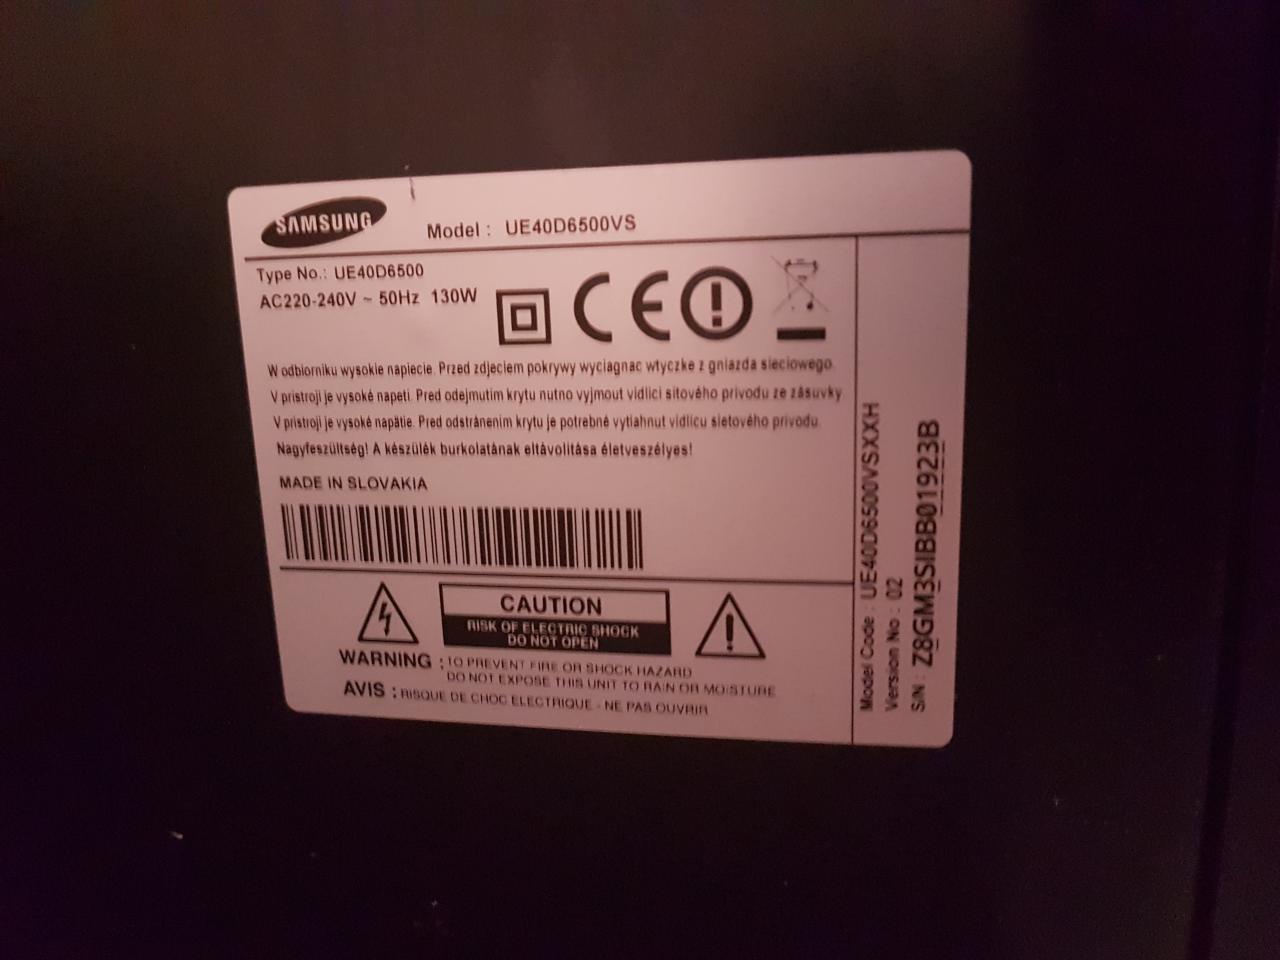 SAMSUNG
Model : UE40D6500VS
Type No.: UE40D6500
AC220-240V ~ 50Hz 130W
W odbiorniku wysokie napiecie. Przed zdjeciem pokrywy wyciagnac wtyczke z gniazda sieciowego.
V pristroji je vysoké napeti. Pred odejmutim krytu nutno vyjmout vidlici sitového privodu ze zásuvky
V pristroji je vysoké napätie. Pred odstránením krytu je potrebné vytiahnut vidlicu sietového privodu.
Nagyfeszültség! A készülék burkolatának eltávolitása életveszélyes!
MADE IN SLOVAKIA
CAUTION
RISK OF ELECTRIC SHOCK
DO NOT OPEN
WARNING : TO PREVENT FIRE OR SHOCK HAZARD
DO NOT EXPOSE THIS UNIT TO RAIN OR MOISTURE
AVIS : RISQUE DE CHOC ELECTRIQUE - NE PAS OUVRIR
Model Code : UE40D6500VSXXH
Version No : 02
S/N : Z8GM3SIBB01923B